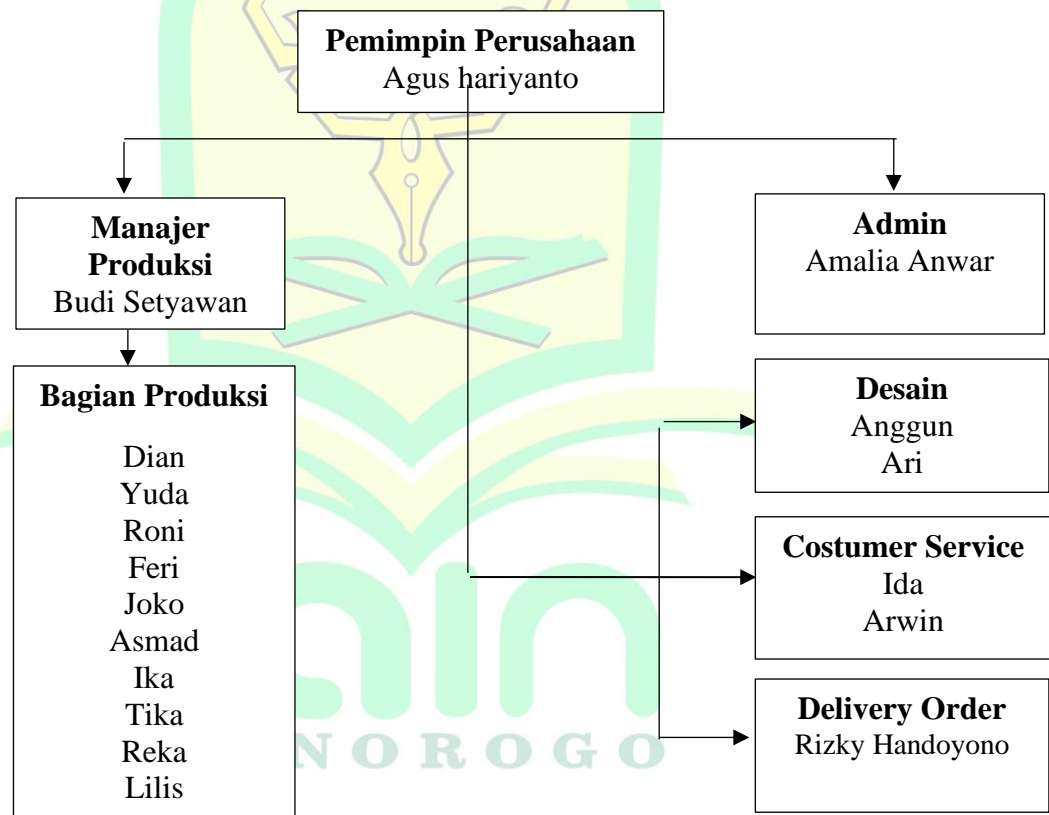 Pemimpin Perusahaan
Agus hariyanto
Manajer
Produksi
Budi Setyawan
Admin
Amalia Anwar
Bagian Produksi
Dian
Yuda
Roni
Feri
Joko
Asmad
Ika
Tika
Reka
Lilis
Desain
Anggun
Ari
Costumer Service
Ida
Arwin
Delivery Order
Rizky Handoyono
NOROGO